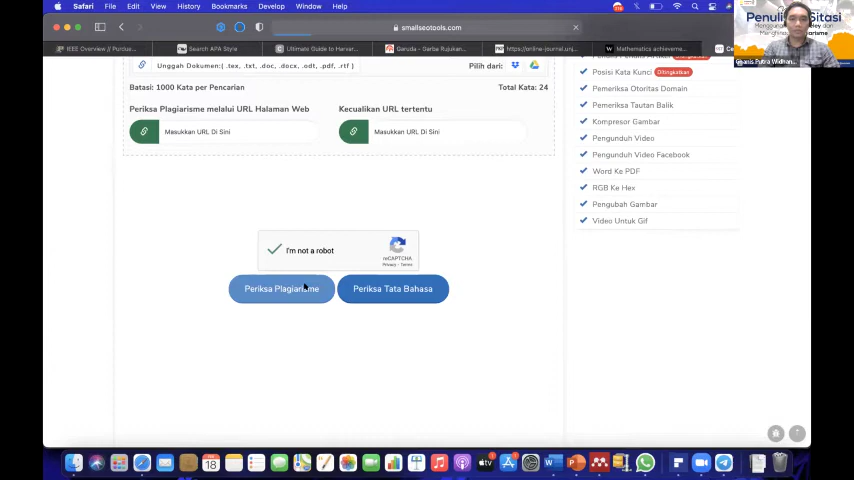 Safari File Edit View History Bookmarks Develop Window Help
smallseotools.com
IEEE Overview // Purdue...
Search APA Style
Ultimate Guide to Harvar...
Garuda - Garba Rujukan...
https://online-journal.unj...
Mathematics achieveme...
Unggah Dokumen:( .tex, .txt, .doc, .docx, .odt, .pdf, .rtf )
Pilih dari:
Batasi: 1000 Kata per Pencarian
Total Kata: 24
Periksa Plagiarisme melalui URL Halaman Web
Kecualikan URL tertentu
Masukkan URL Di Sini
Masukkan URL Di Sini
I'm not a robot
reCAPTCHA
Privacy - Terms
Periksa Plagiarisme
Periksa Tata Bahasa
Posisi Kata Kunci Ditingkatkan
Pemeriksa Otoritas Domain
Pemeriksa Tautan Balik
Kompresor Gambar
Pengunduh Video
Pengunduh Video Facebook
Word Ke PDF
RGB Ke Hex
Pengubah Gambar
Video Untuk Gif